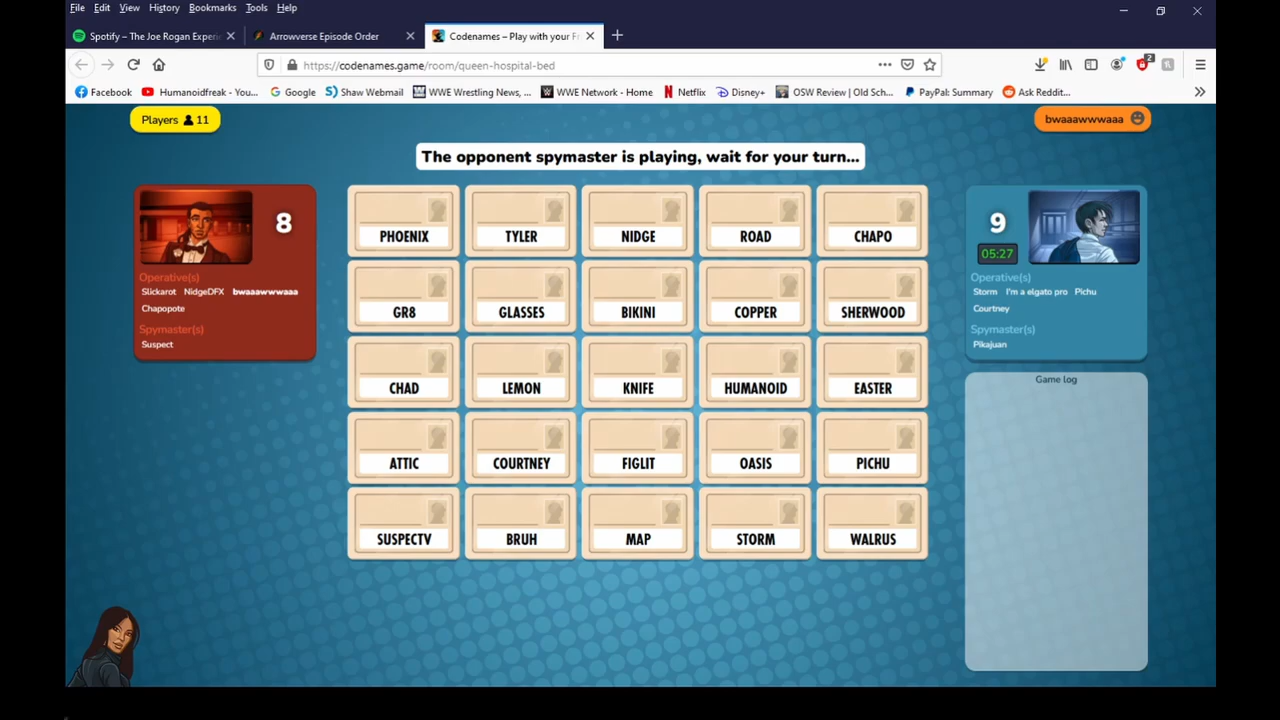 File Edit View History Bookmarks Tools Help
Spotify – The Joe Rogan Experi
Arrowverse Episode Order
Codenames – Play with your Fr
https://codenames.game/room/queen-hospital-bed
2
Facebook Humanoidfreak - You... Google Shaw Webmail WWE Wrestling News, ... WWE Network - Home Netflix Disney+ OSW Review | Old Sch... PayPal: Summary Ask Reddit...
Players 11
bwaaawwwaaa
The opponent spymaster is playing, wait for your turn...
8
Operative(s)
Slickarot NidgeDFX bwaaawwwaaa
Chapopote
Spymaster(s)
Suspect
PHOENIX TYLER NIDGE ROAD CHAPO
GR8 GLASSES BIKINI COPPER SHERWOOD
CHAD LEMON KNIFE HUMANOID EASTER
ATTIC COURTNEY FIGLIT OASIS PICHU
SUSPECTV BRUH MAP STORM WALRUS
9
05:27
Operative(s)
Storm I'm a elgato pro Pichu
Courtney
Spymaster(s)
Pikajuan
Game log